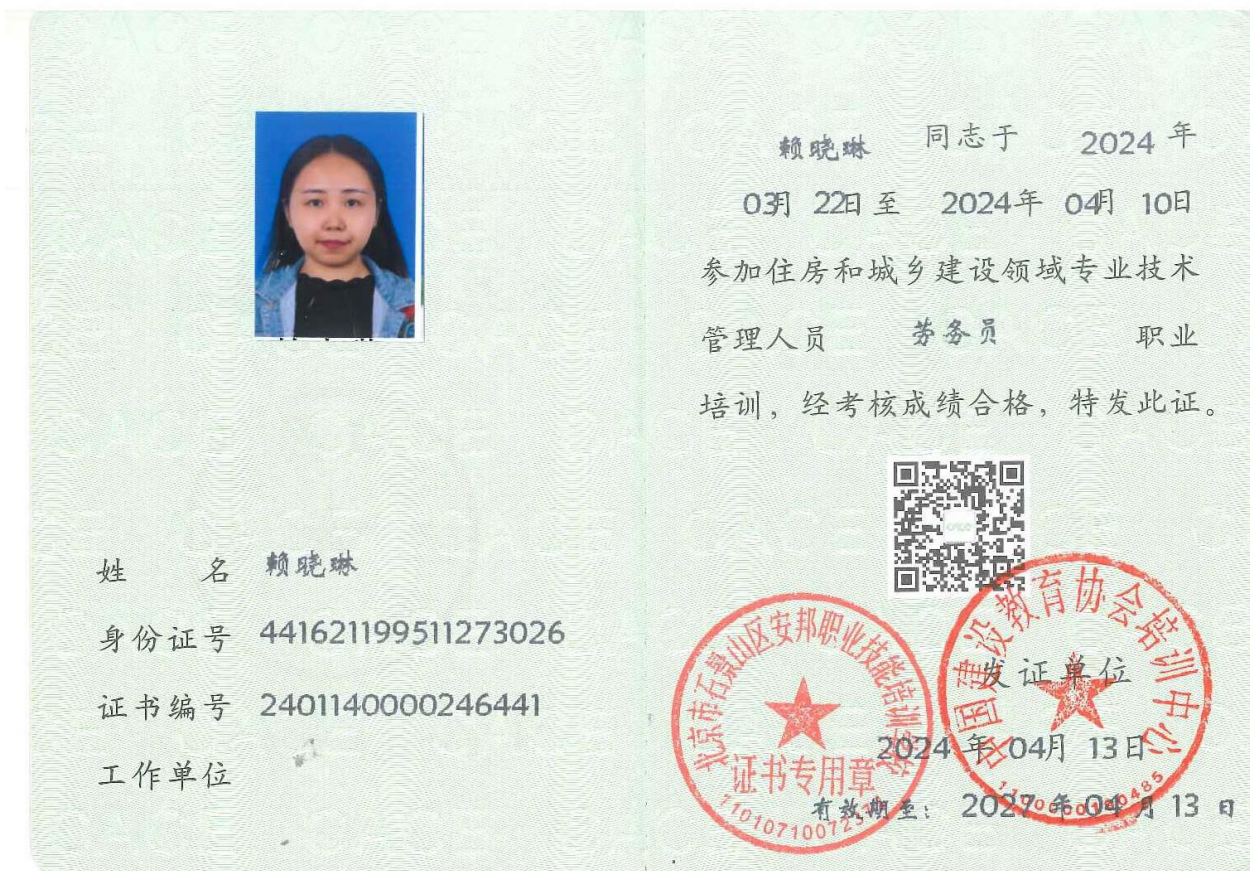 姓 名 赖晓琳
身份证号 441621199511273026
证书编号 2401140000246441
工作单位
赖晓琳 同志于 2024 年
03月 22日 至 2024年 04月 10日
参加住房和城乡建设领域专业技术
管理人员 劳务员 职业
培训，经考核成绩合格，特发此证。
北京市石景山区安邦职业技能培训学校
证书专用章
中国建设教育协会培训中心
发证单位
2024 年 04月 13日
有效期至： 2027 年 04 月 13 日